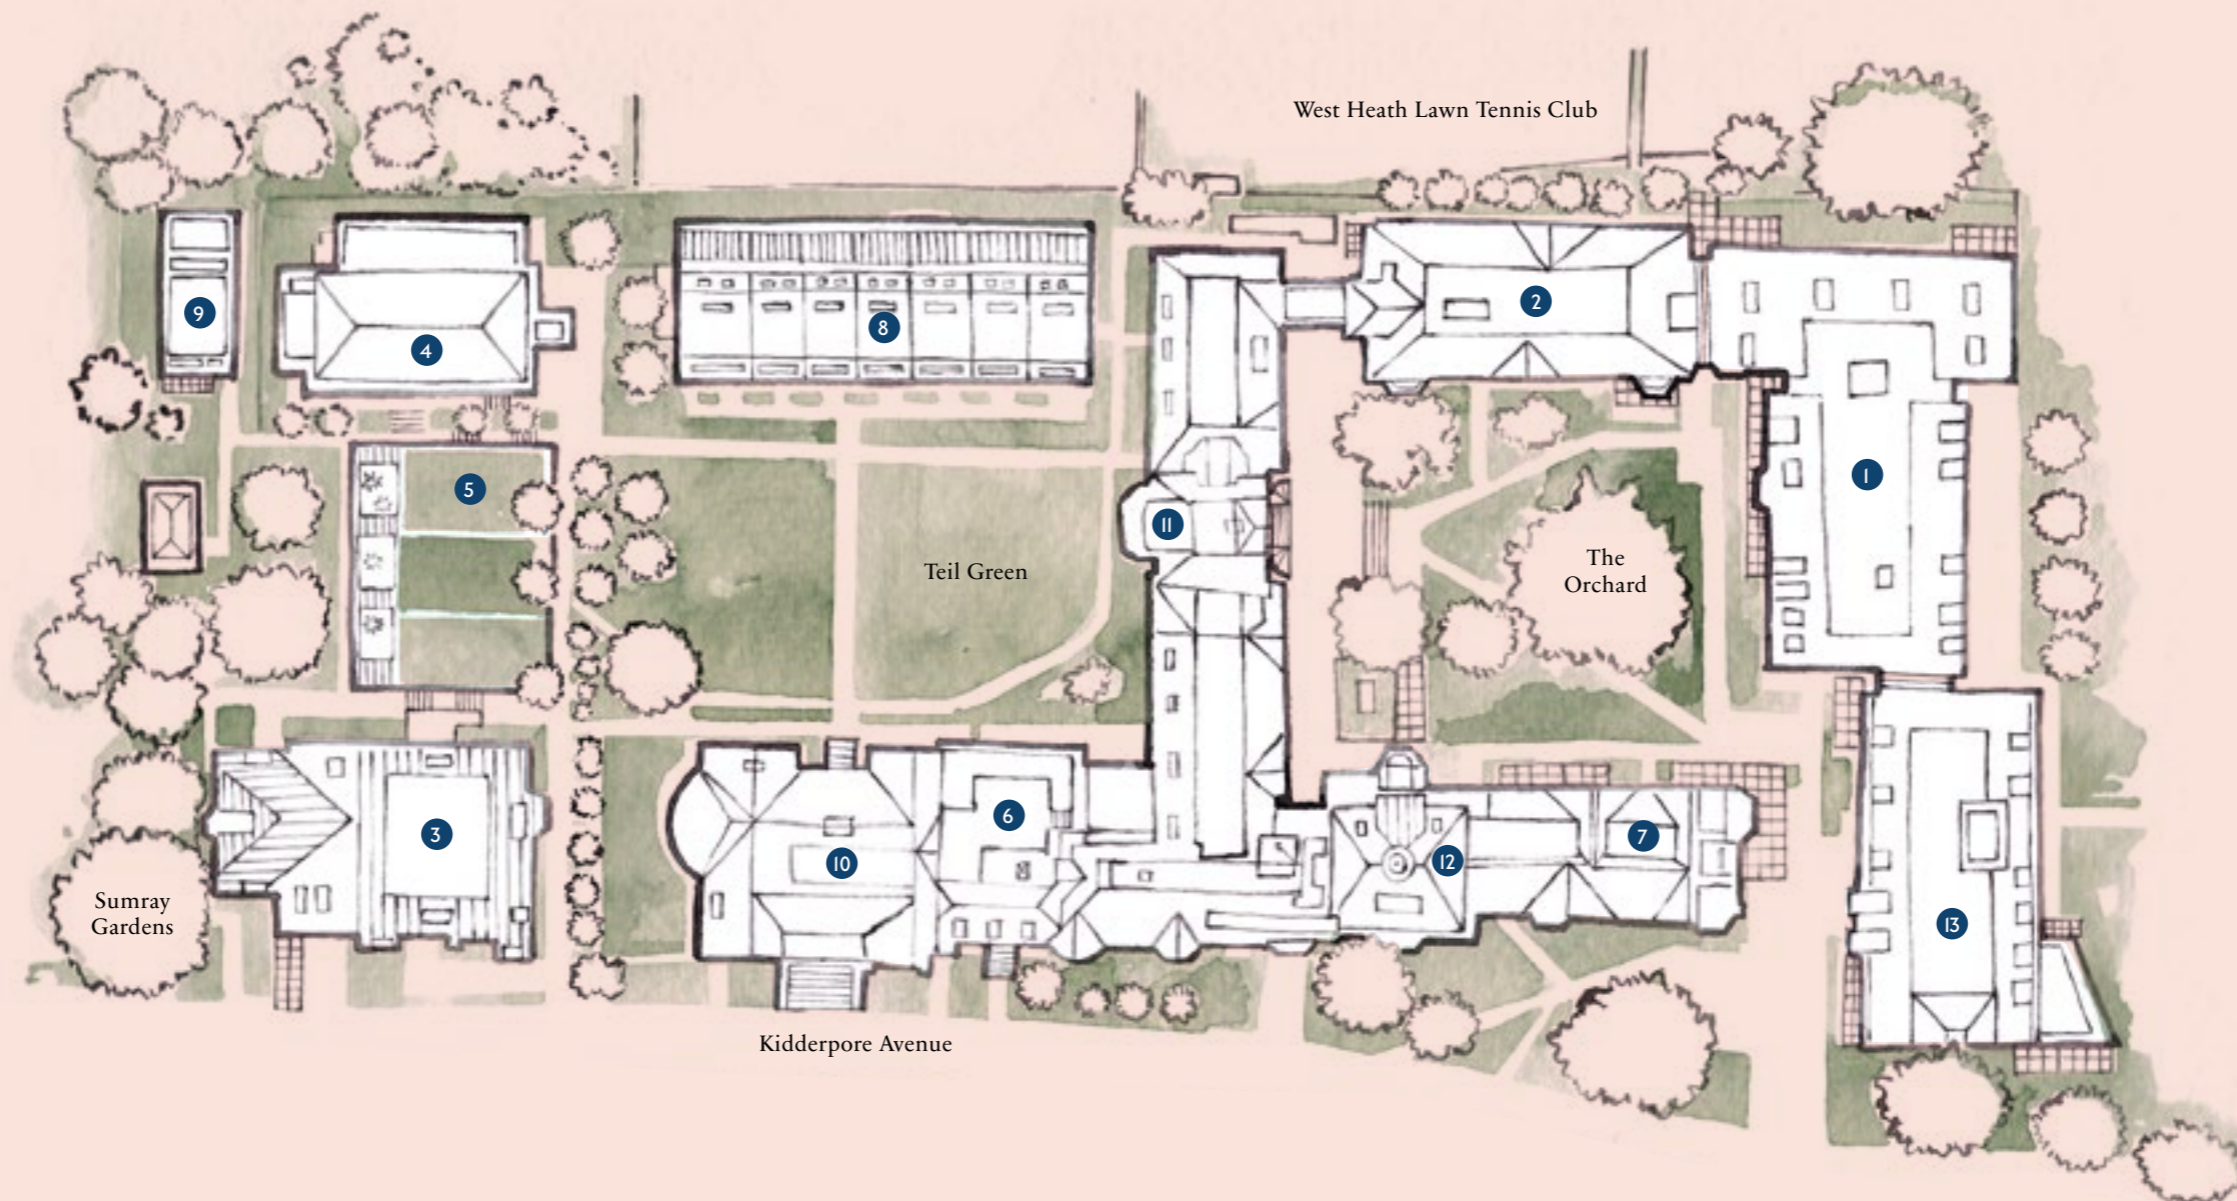 West Heath Lawn Tennis Club
2
9
8
4
1
5
11
Teil Green
The
Orchard
6
3
7
12
10
Sumray
Gardens
13
Kidderpore Avenue